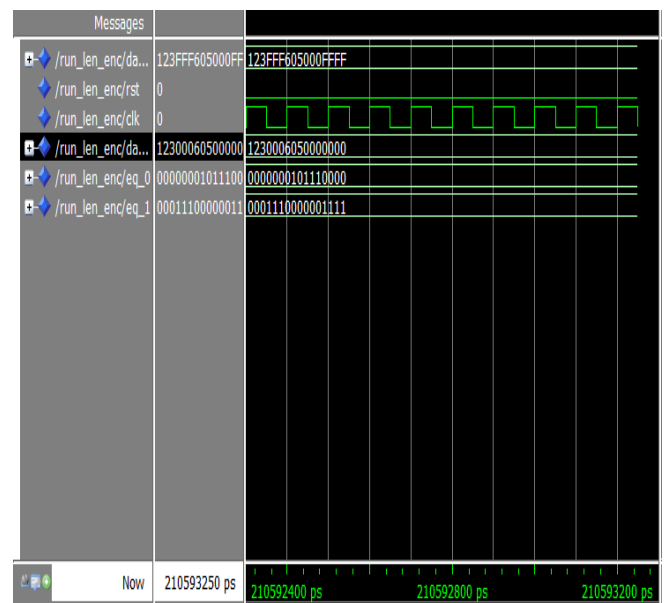 Messages
/run_len_enc/da... 123FFF605000FF 123FFF605000FFFF
/run_len_enc/rst 0
/run_len_enc/clk 0
/run_len_enc/da... 12300060500000 1230006050000000
/run_len_enc/eq_0 00000001011100 0000000101110000
/run_len_enc/eq_1 00011100000011 0001110000001111
Now 210593250 ps 210592400 ps 210592800 ps 210593200 ps